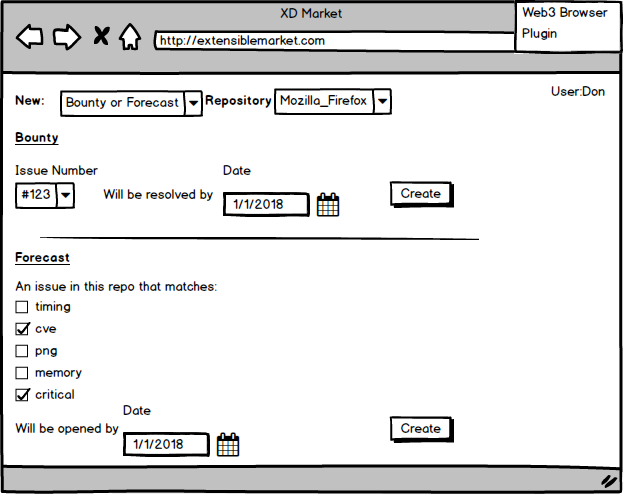 XD Market
Web3 Browser
Plugin
http://extensiblemarket.com
User:Don
New: Bounty or Forecast Repository Mozilla_Firefox
Bounty
Issue Number Date
#123 Will be resolved by 1/1/2018 Create
Forecast
An issue in this repo that matches:
timing
cve
png
memory
critical
Date
Will be opened by 1/1/2018 Create